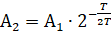 A₂ = A₁ · 2^(-T/2T)